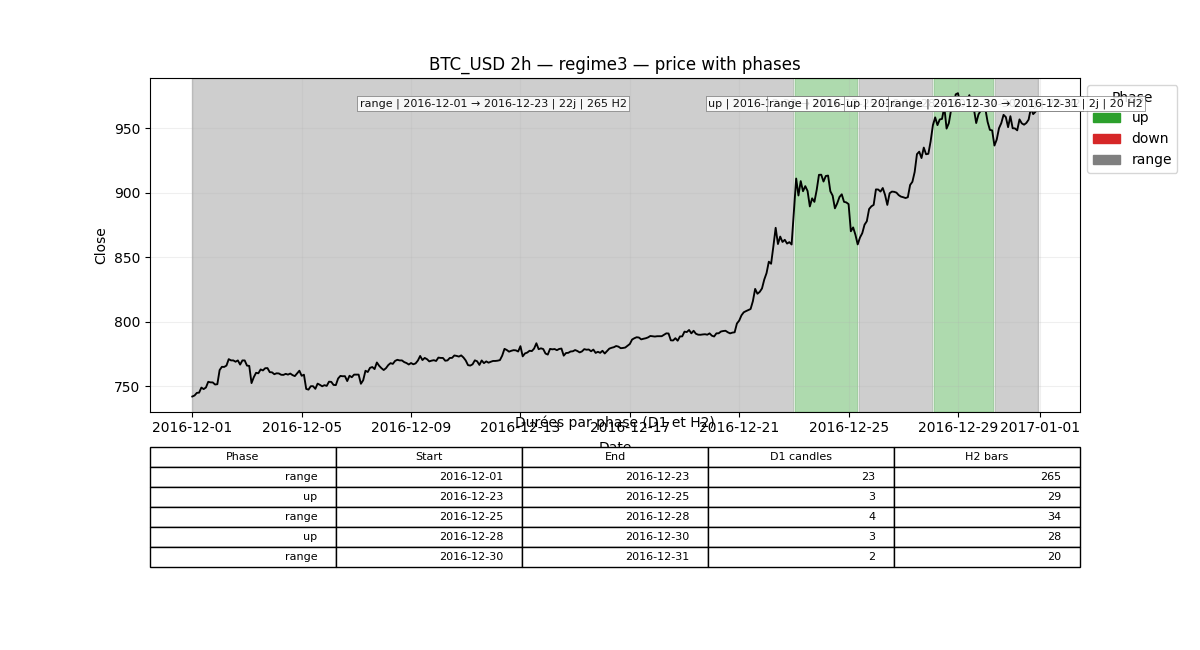 BTC_USD 2h — regime3 — price with phases
range | 2016-12-01 → 2016-12-23 | 22j | 265 H2
up | 2016-1
range | 2016-
up | 201
range | 2016-12-30 → 2016-12-31 | 2j | 20 H2
Phase
up
down
range
Close
950
900
850
800
750
2016-12-01 2016-12-05 2016-12-09 2016-12-13 2016-12-17 2016-12-21 2016-12-25 2016-12-29 2017-01-01
Durées par phase (D1 et H2)
Date
Phase Start End D1 candles H2 bars
range 2016-12-01 2016-12-23 23 265
up 2016-12-23 2016-12-25 3 29
range 2016-12-25 2016-12-28 4 34
up 2016-12-28 2016-12-30 3 28
range 2016-12-30 2016-12-31 2 20